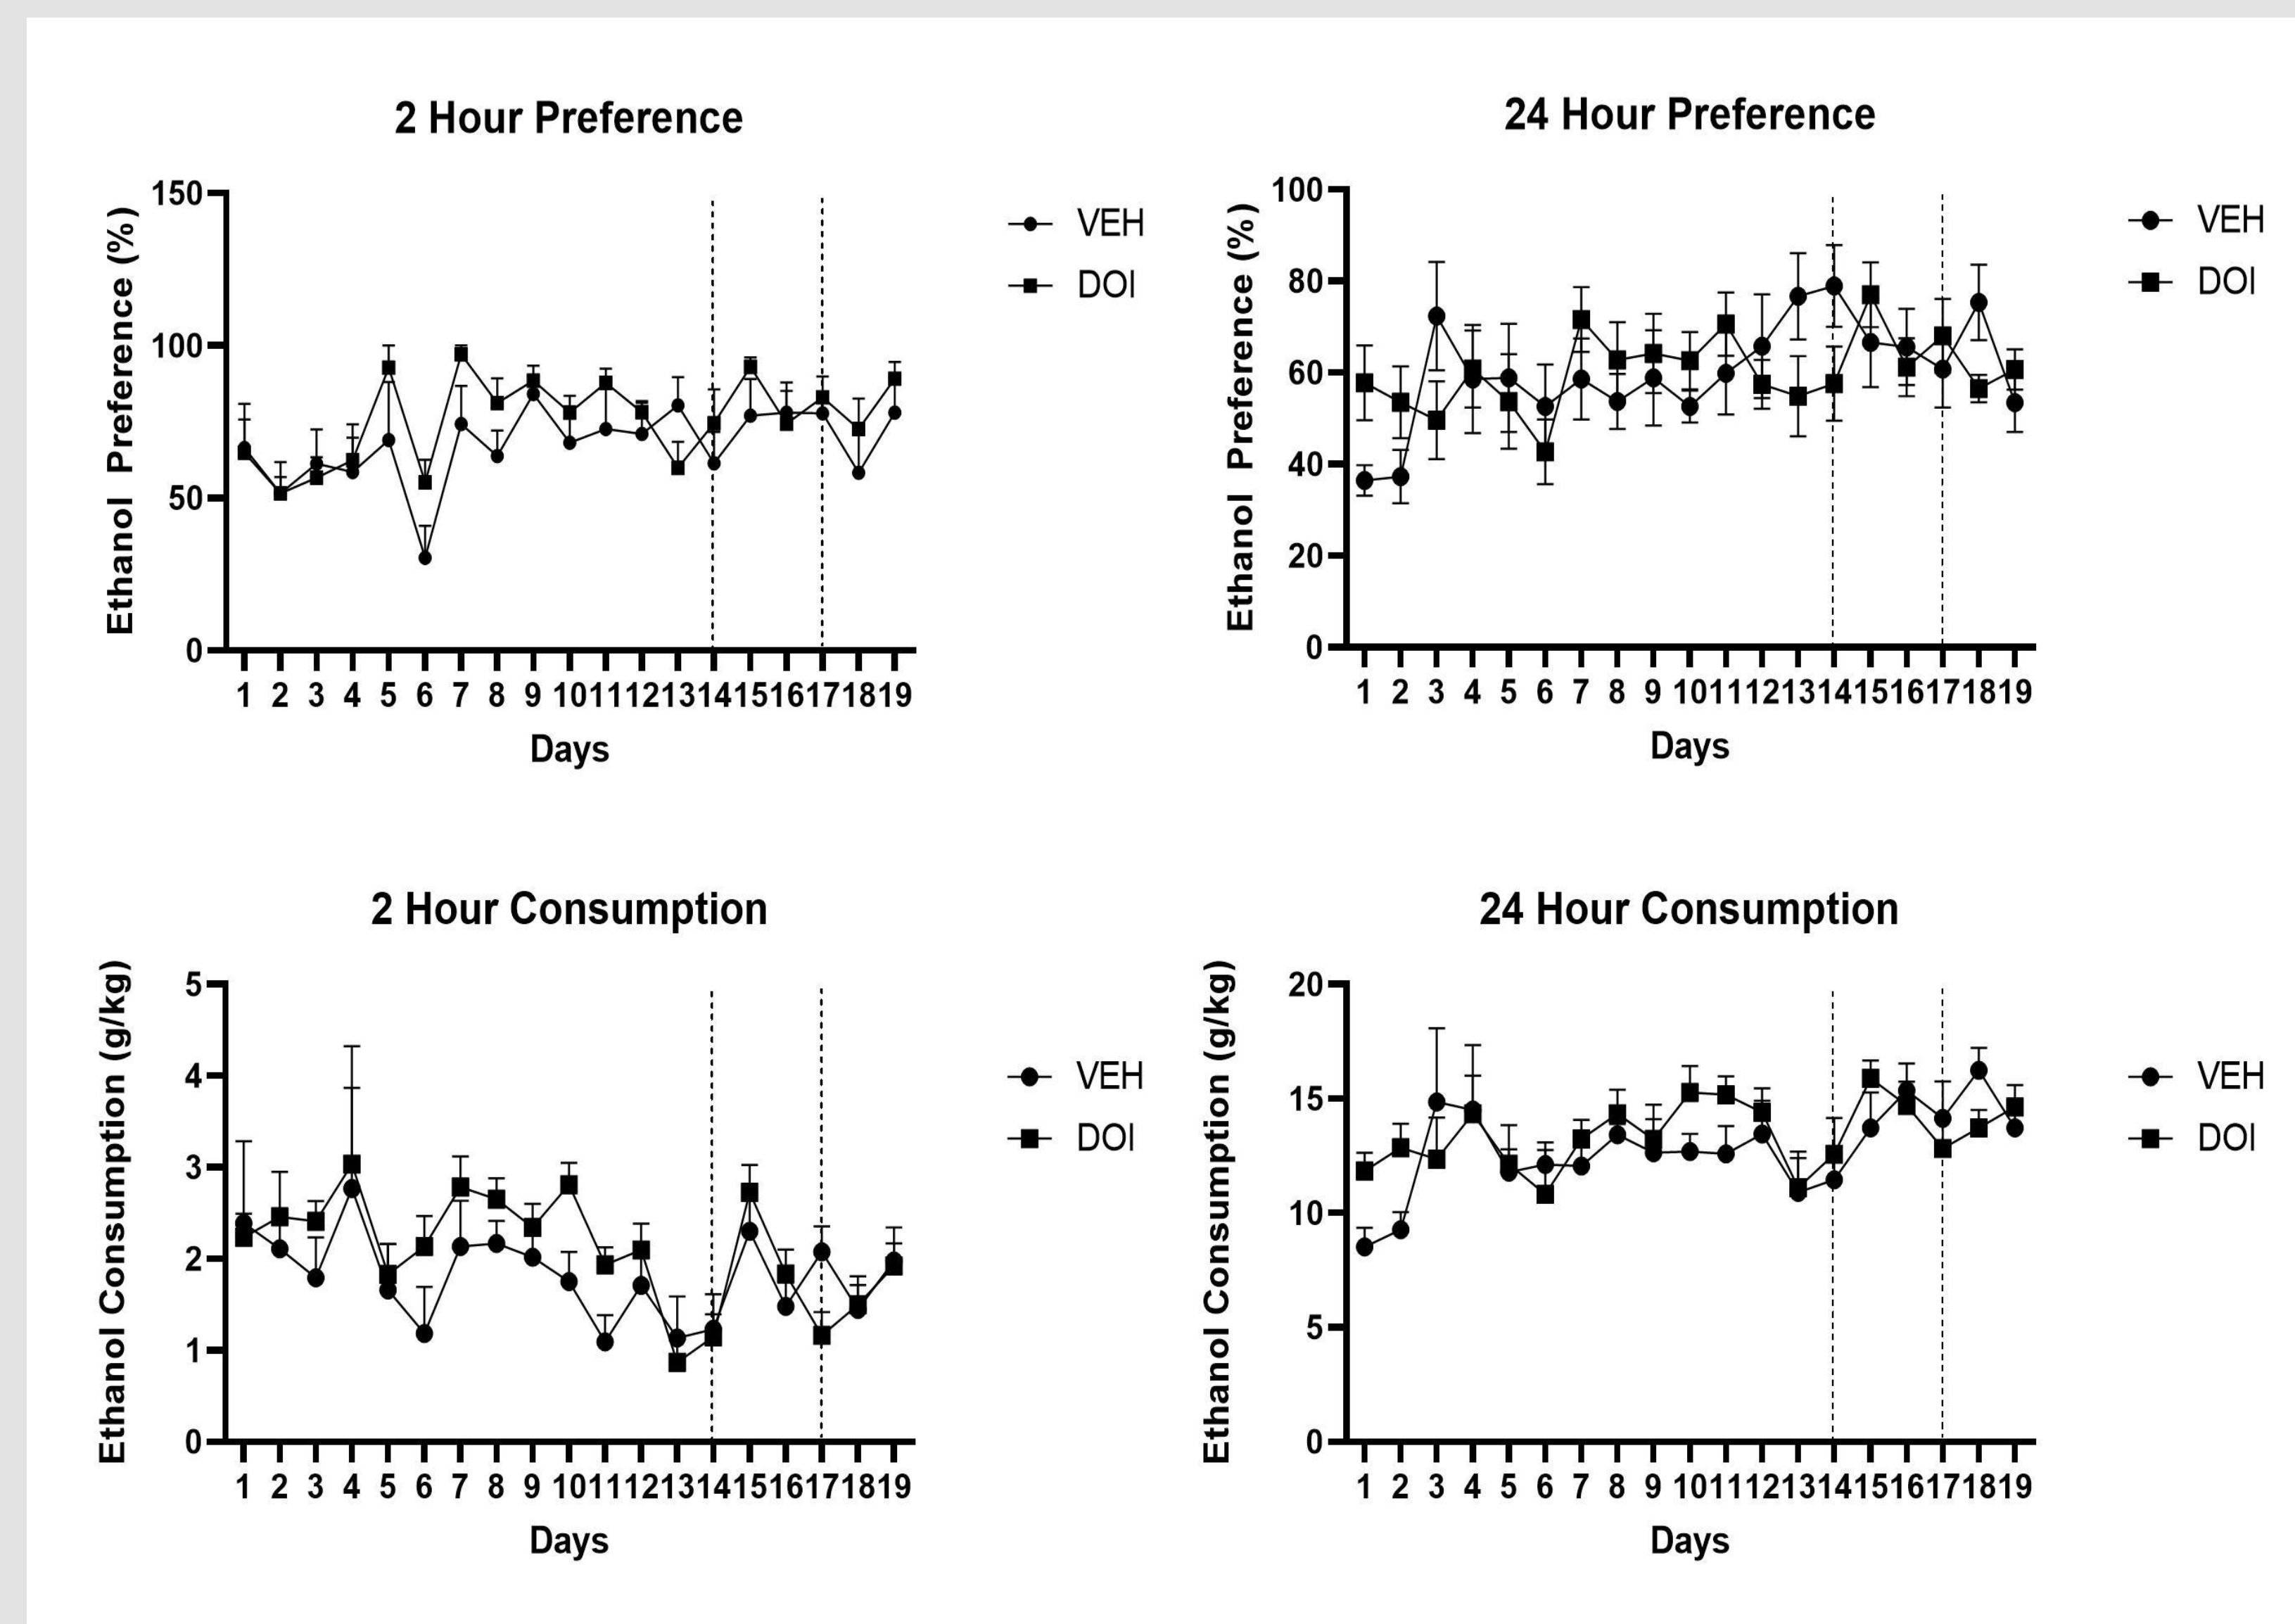 2 Hour Preference
Ethanol Preference (%)
150
100
50
0
1 2 3 4 5 6 7 8 9 10 11 12 13 14 15 16 17 18 19
Days
VEH
DOI
24 Hour Preference
Ethanol Preference (%)
100
80
60
40
20
0
1 2 3 4 5 6 7 8 9 10 11 12 13 14 15 16 17 18 19
Days
VEH
DOI
2 Hour Consumption
Ethanol Consumption (g/kg)
5
4
3
2
1
0
1 2 3 4 5 6 7 8 9 10 11 12 13 14 15 16 17 18 19
Days
VEH
DOI
24 Hour Consumption
Ethanol Consumption (g/kg)
20
15
10
5
0
1 2 3 4 5 6 7 8 9 10 11 12 13 14 15 16 17 18 19
Days
VEH
DOI